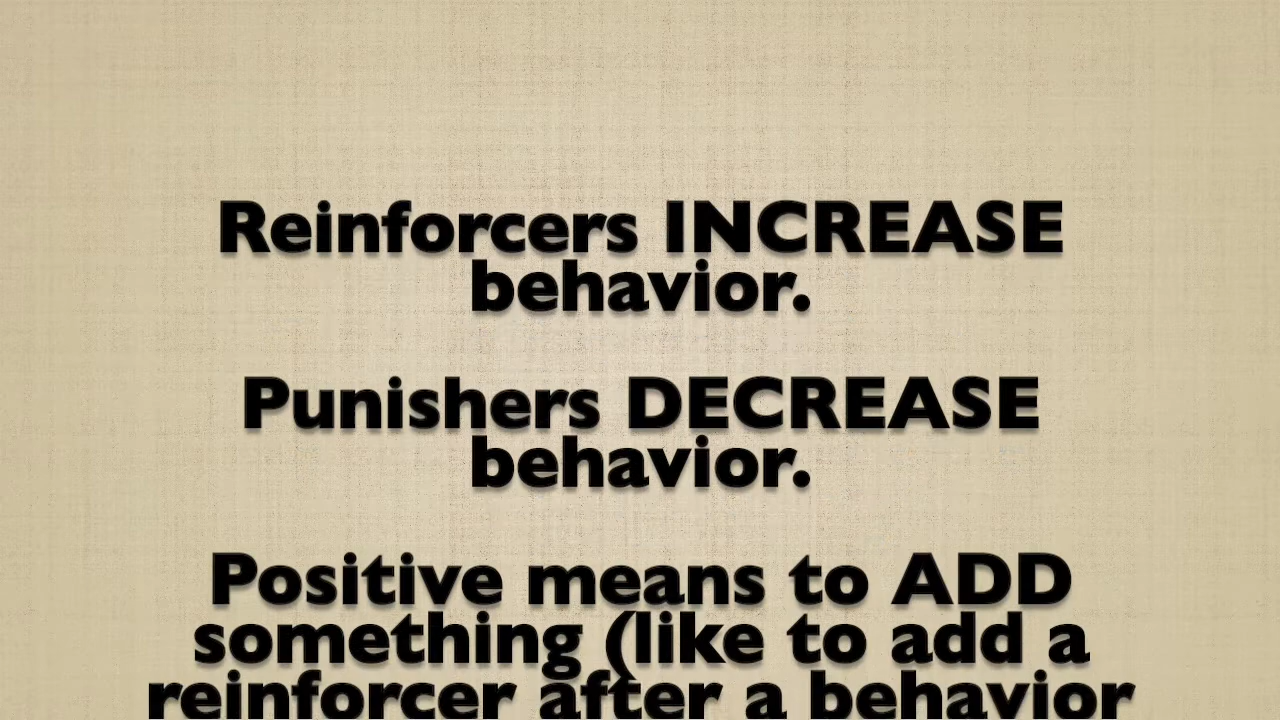 Reinforcers INCREASE
behavior.
Punishers DECREASE
behavior.
Positive means to ADD
something (like to add a
reinforcer after a behavior